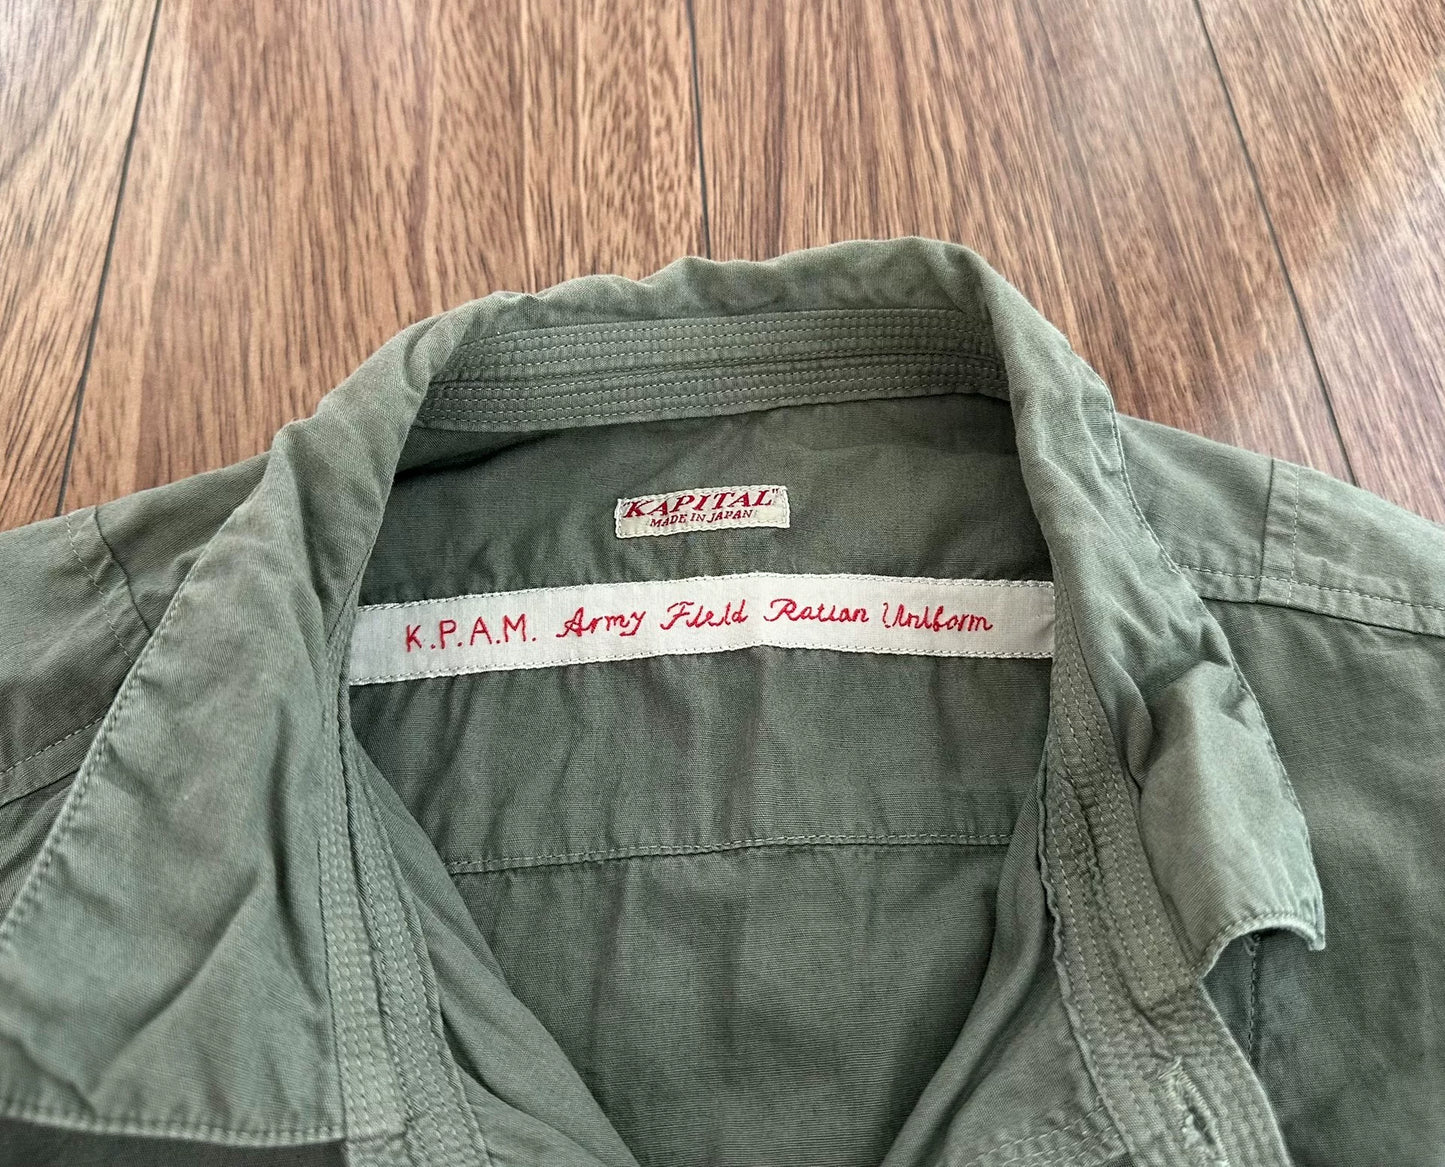 KAPITAL"
MADE IN JAPAN
K.P.A.M. Army Field Ration Uniform